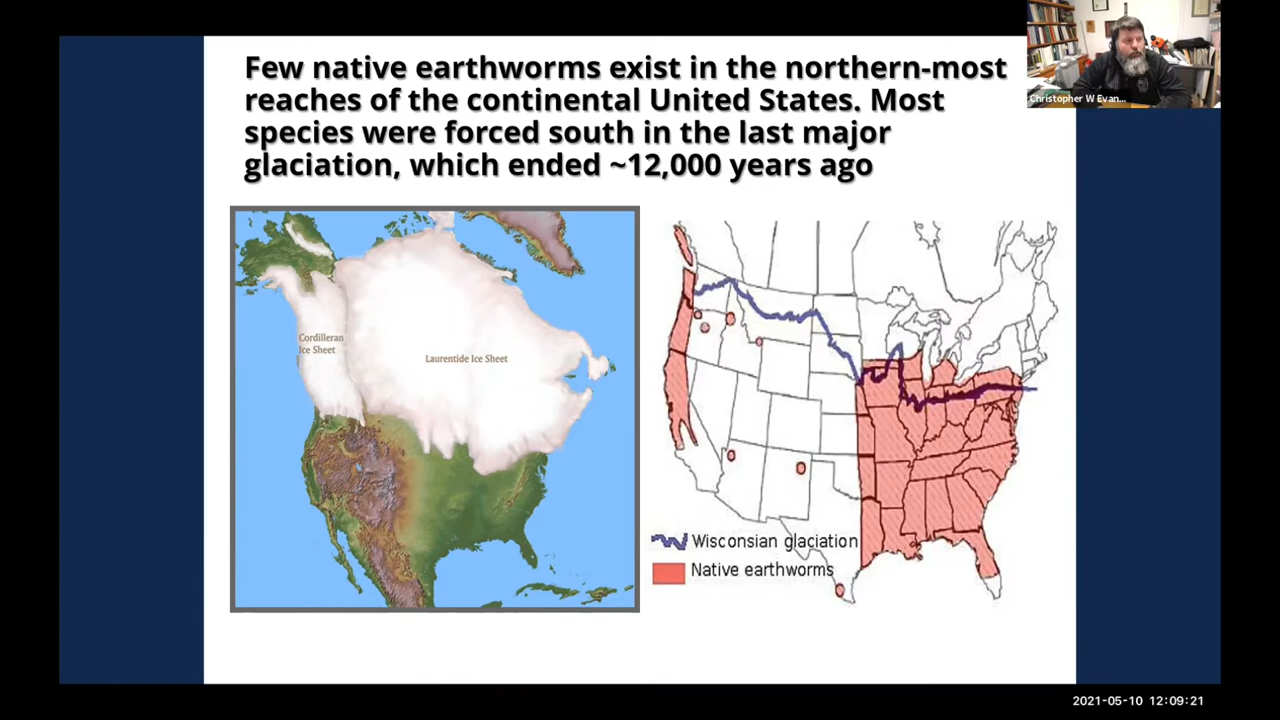 Few native earthworms exist in the northern-most
reaches of the continental United States. Most
species were forced south in the last major
glaciation, which ended ~12,000 years ago
Christopher W Evan...
Cordilleran
Ice Sheet
Laurentide Ice Sheet
Wisconsian glaciation
Native earthworms
2021-05-10 12:09:21